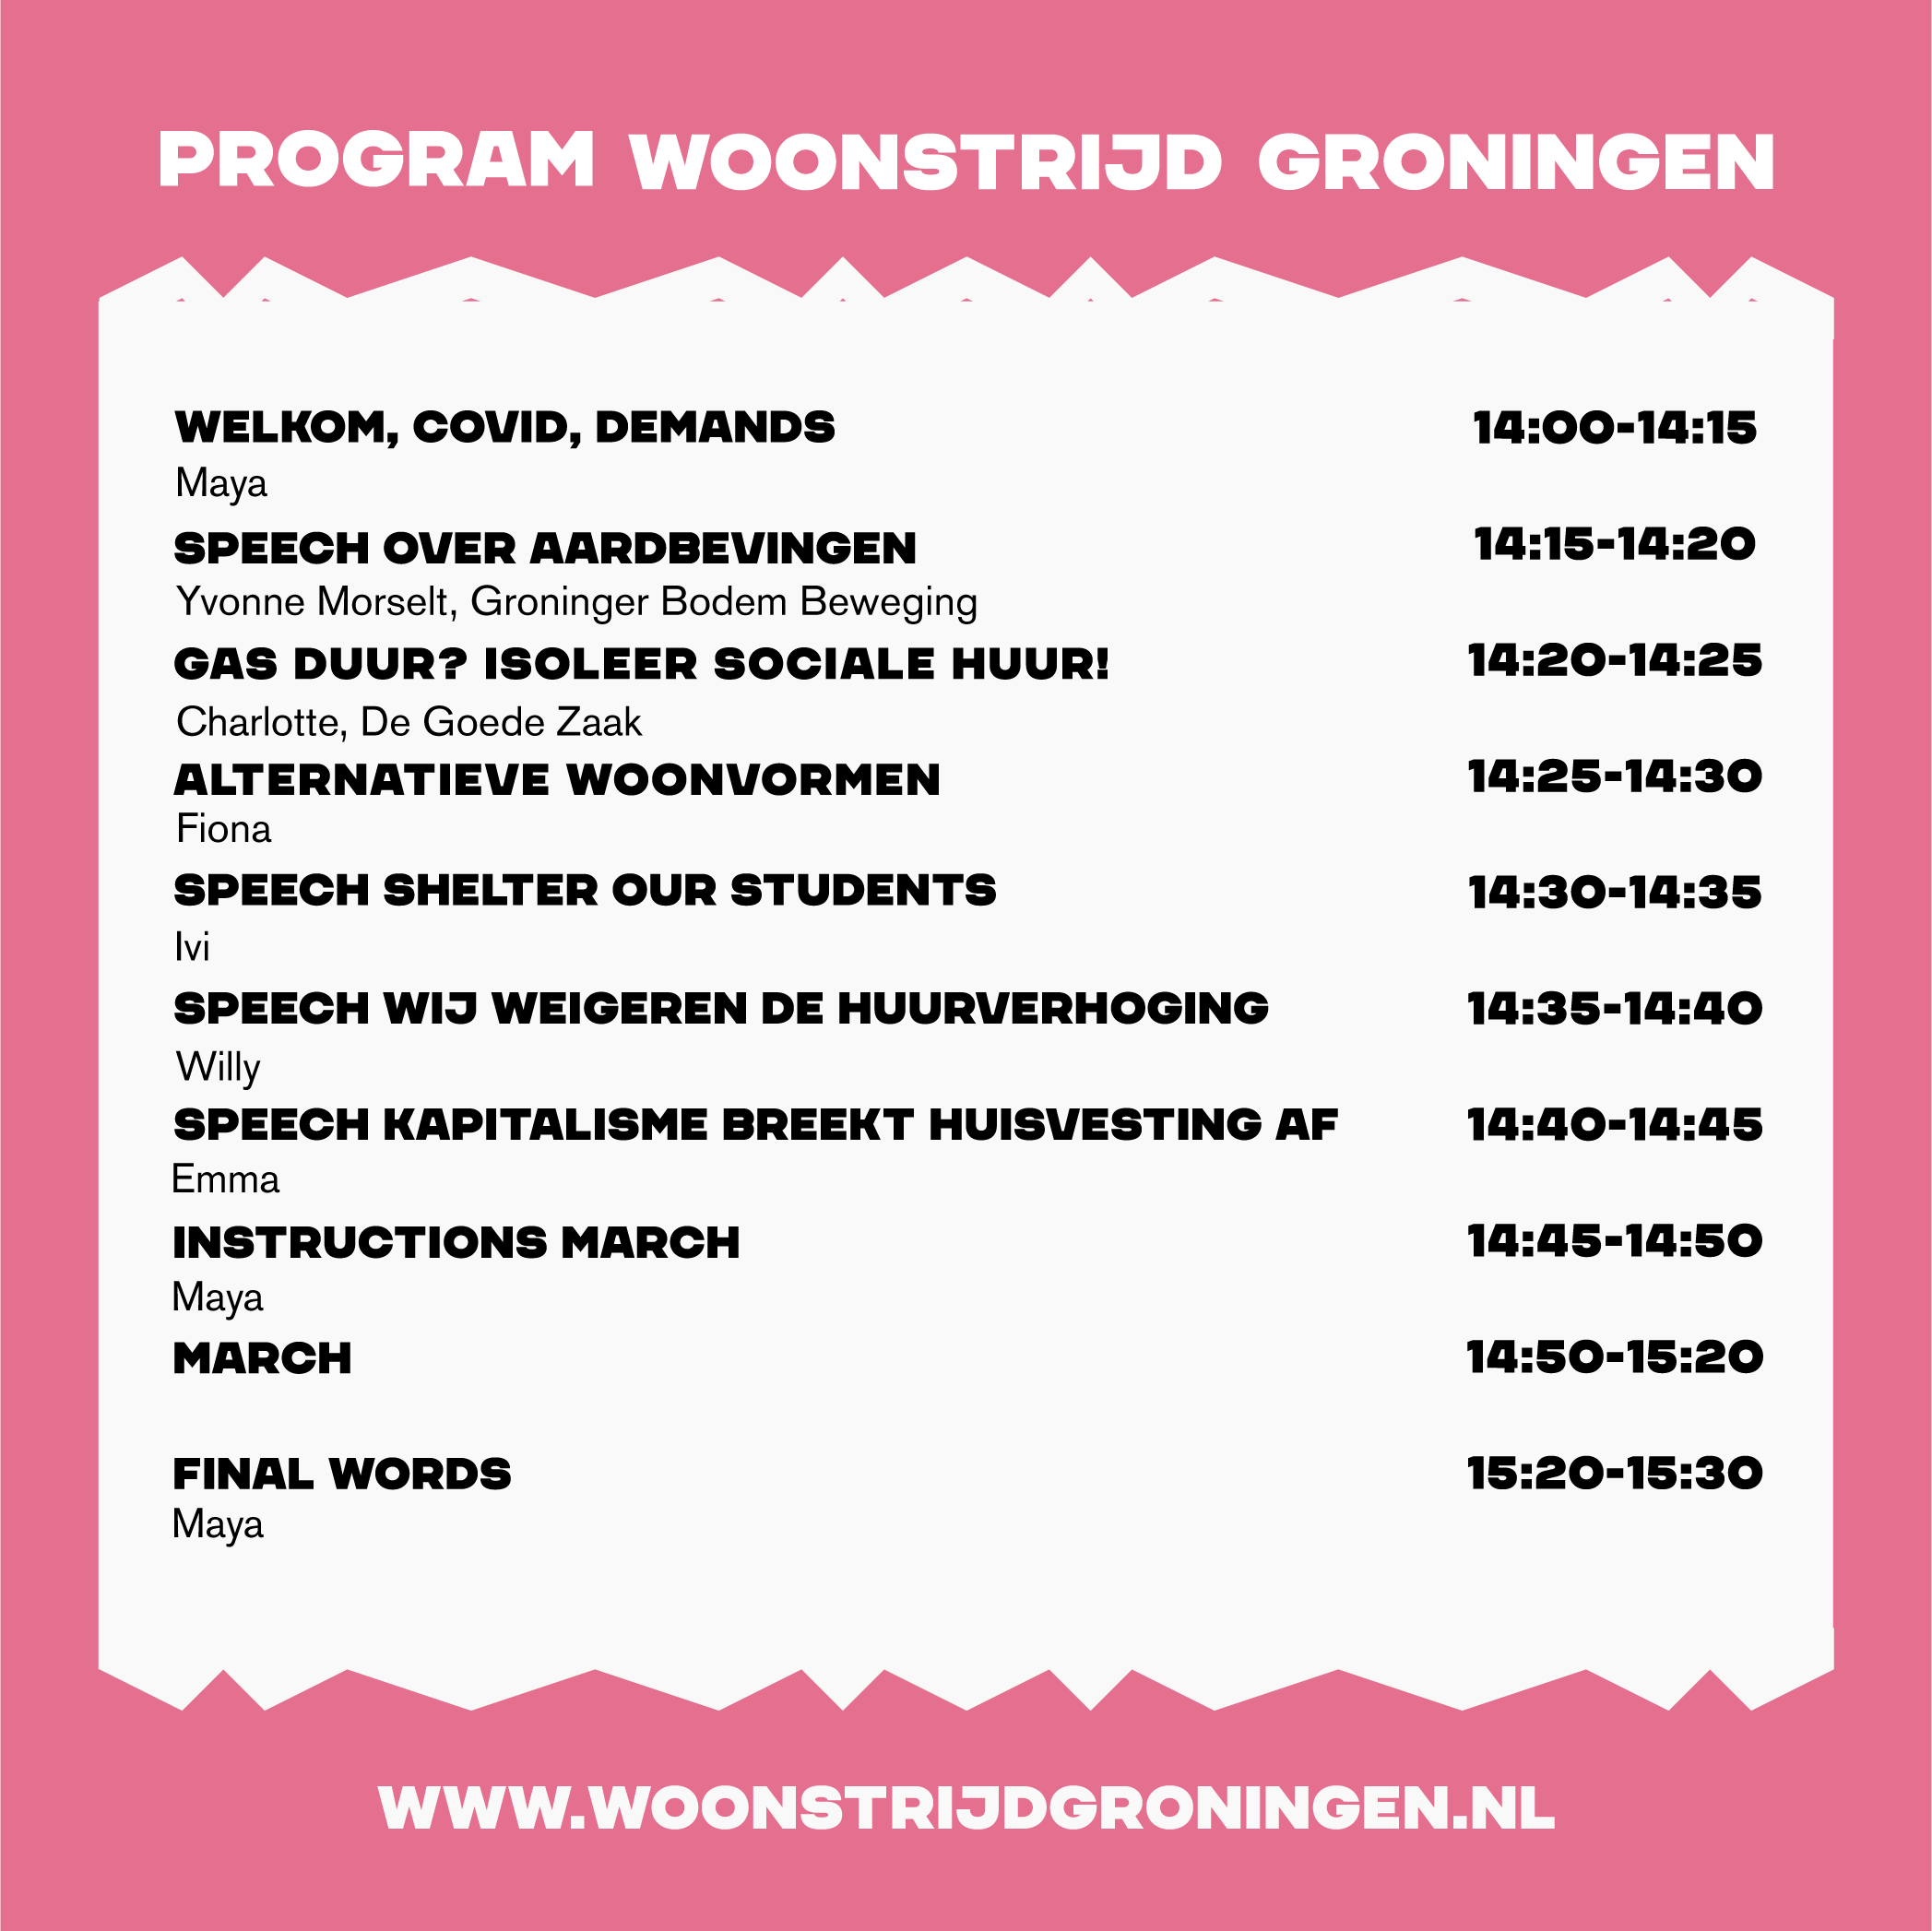 PROGRAM WOONSTRIJD GRONINGEN
WELKOM, COVID, DEMANDS 14:00-14:15
Maya
SPEECH OVER AARDBEVINGEN 14:15-14:20
Yvonne Morselt, Groninger Bodem Beweging
GAS DUUR? ISOLEER SOCIALE HUUR! 14:20-14:25
Charlotte, De Goede Zaak
ALTERNATIEVE WOONVORMEN 14:25-14:30
Fiona
SPEECH SHELTER OUR STUDENTS 14:30-14:35
Ivi
SPEECH WIJ WEIGEREN DE HUURVERHOGING 14:35-14:40
Willy
SPEECH KAPITALISME BREEKT HUISVESTING AF 14:40-14:45
Emma
INSTRUCTIONS MARCH 14:45-14:50
Maya
MARCH 14:50-15:20
FINAL WORDS 15:20-15:30
Maya
WWW.WOONSTRIJDGRONINGEN.NL